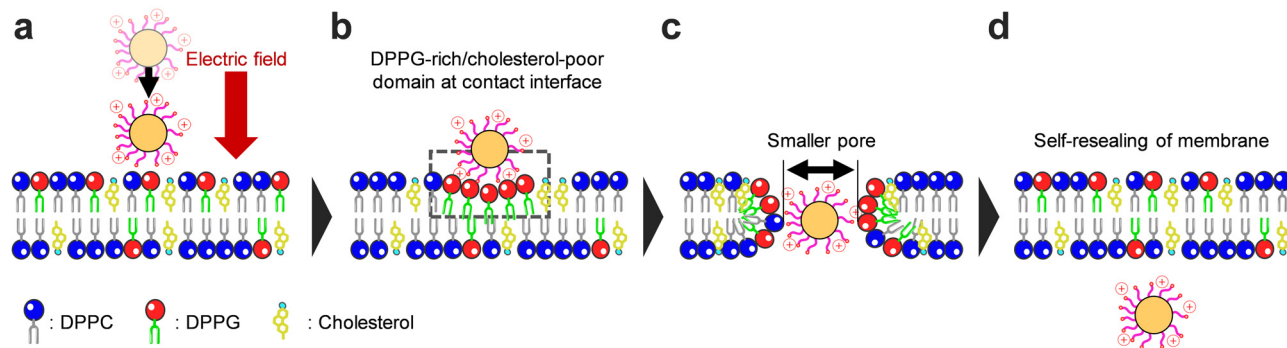 a
b
c
d
Electric field
DPPG-rich/cholesterol-poor
domain at contact interface
Smaller pore
Self-resealing of membrane
: DPPC
: DPPG
: Cholesterol